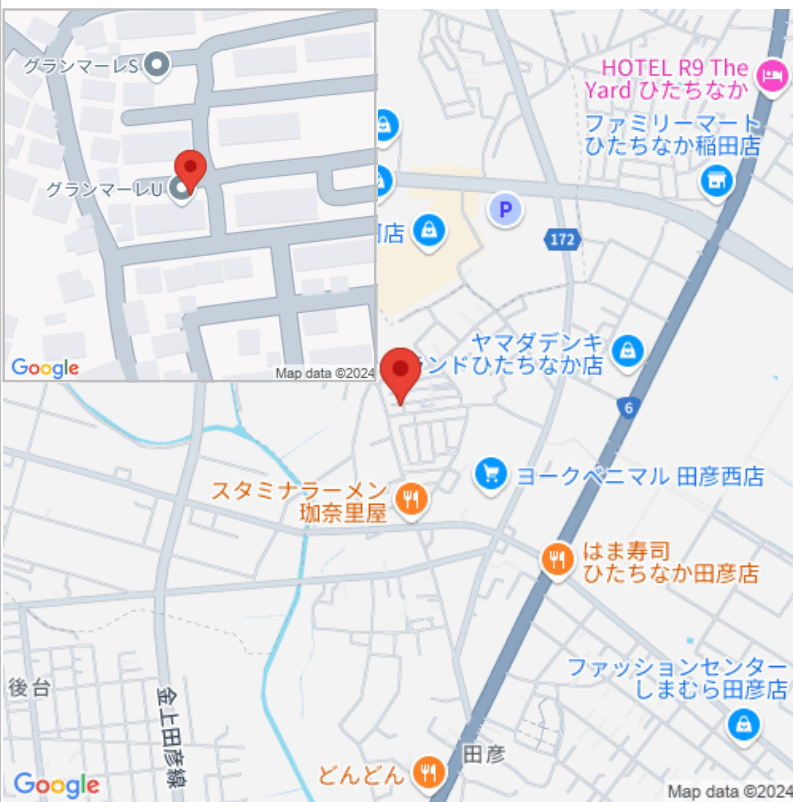 グランマーレS
グランマーレU
Google
Map data ©2024
HOTEL R9 The
Yard ひたちなか
ファミリーマート
ひたちなか稲田店
P
店
172
ヤマダデンキ
ンドひたちなか店
6
ヨークベニマル 田彦西店
スタミナラーメン
珈奈里屋
はま寿司
ひたちなか田彦店
ファッションセンター
しまむら田彦店
後台
金上田彦線
田彦
どんどん
Google
Map data ©2024